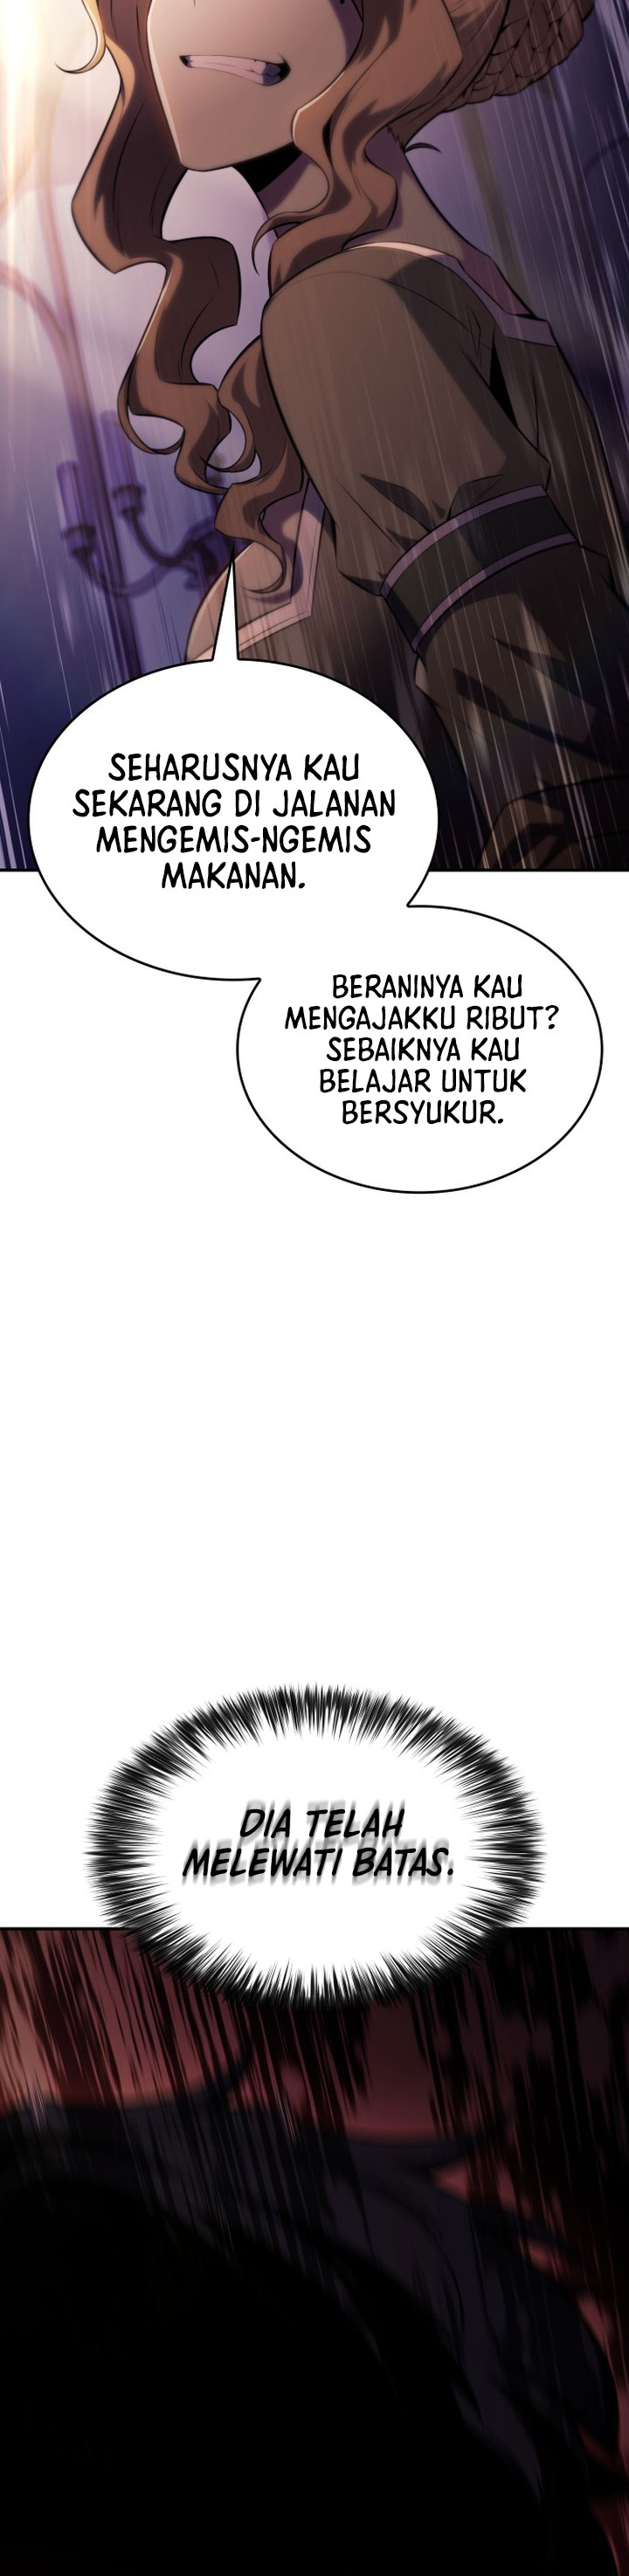 SEHARUSNYA KAU
SEKARANG DI JALANAN
MENGEMIS-NGEMIS
MAKANAN.
BERANINYA KAU
MENGAJAKKU RIBUT?
SEBAIKNYA KAU
BELAJAR UNTUK
BERSYUKUR.
DIA TELAH
MELEWATI BATAS.